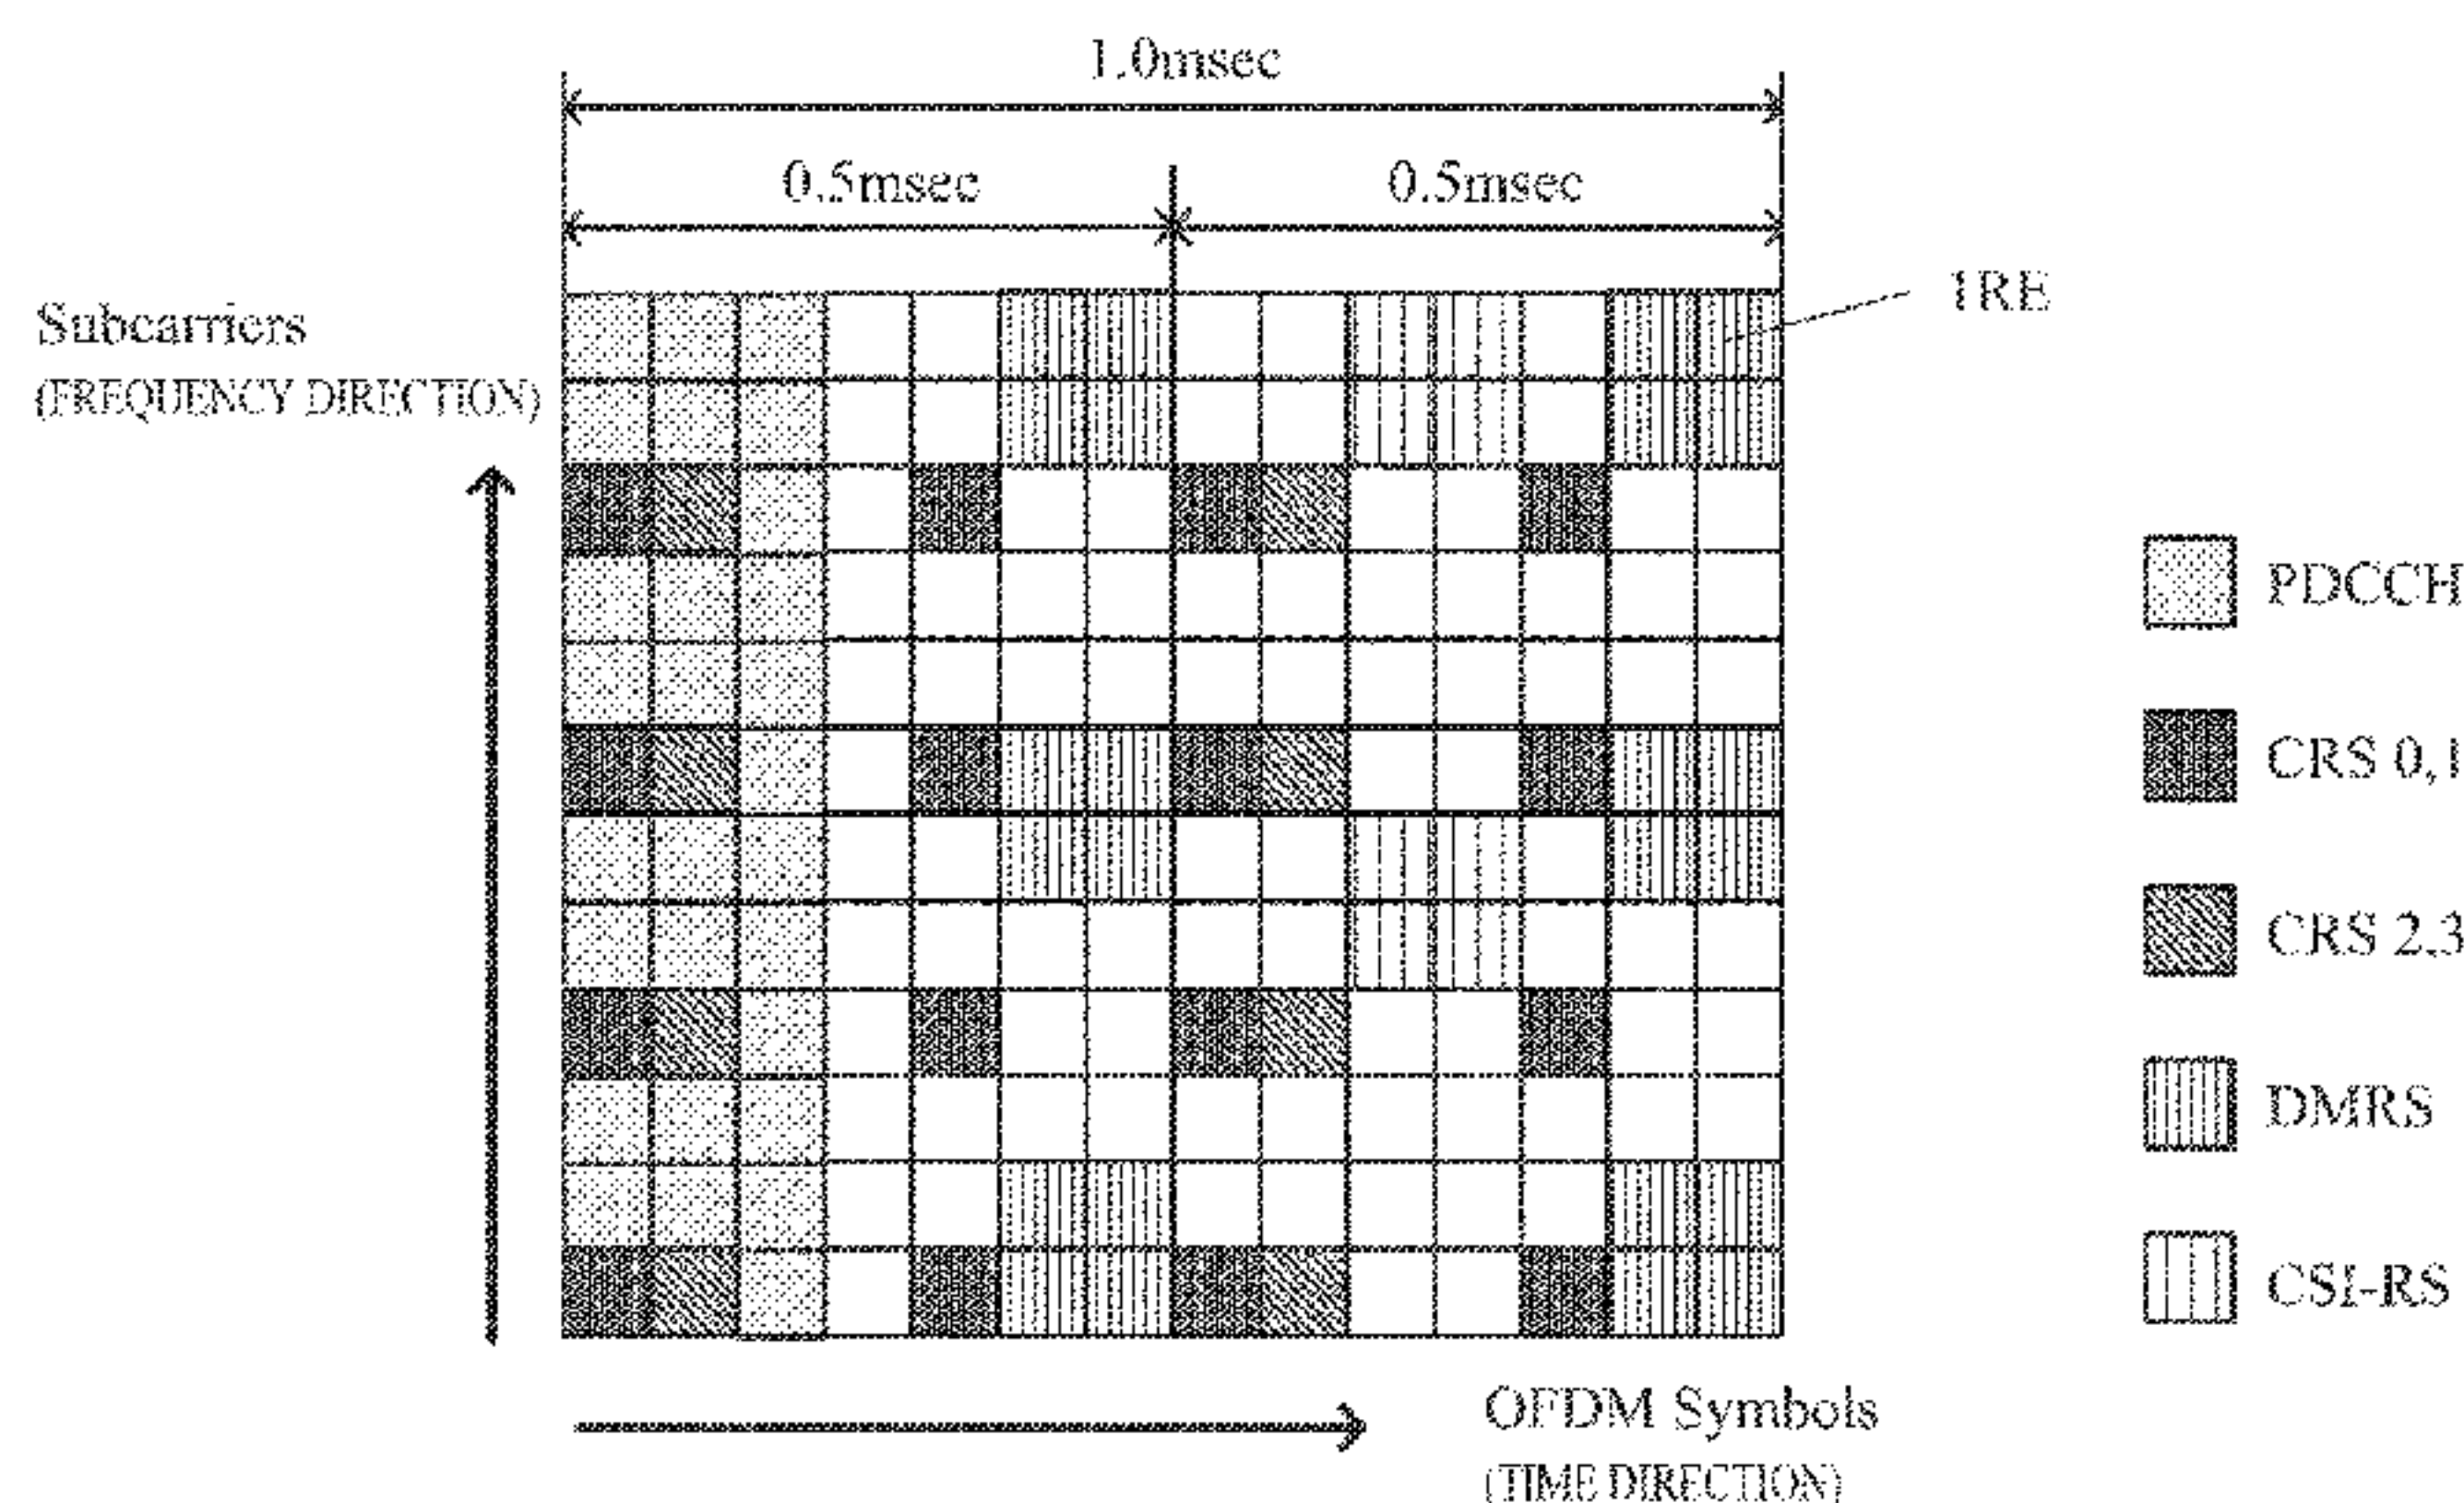 1.0msec
0.5msec
0.5msec
1RE
Subcarriers
(FREQUENCY DIRECTION)
PDCCH
CRS 0,1
CRS 2,3
DMRS
CSI-RS
OFDM Symbols
(TIME DIRECTION)